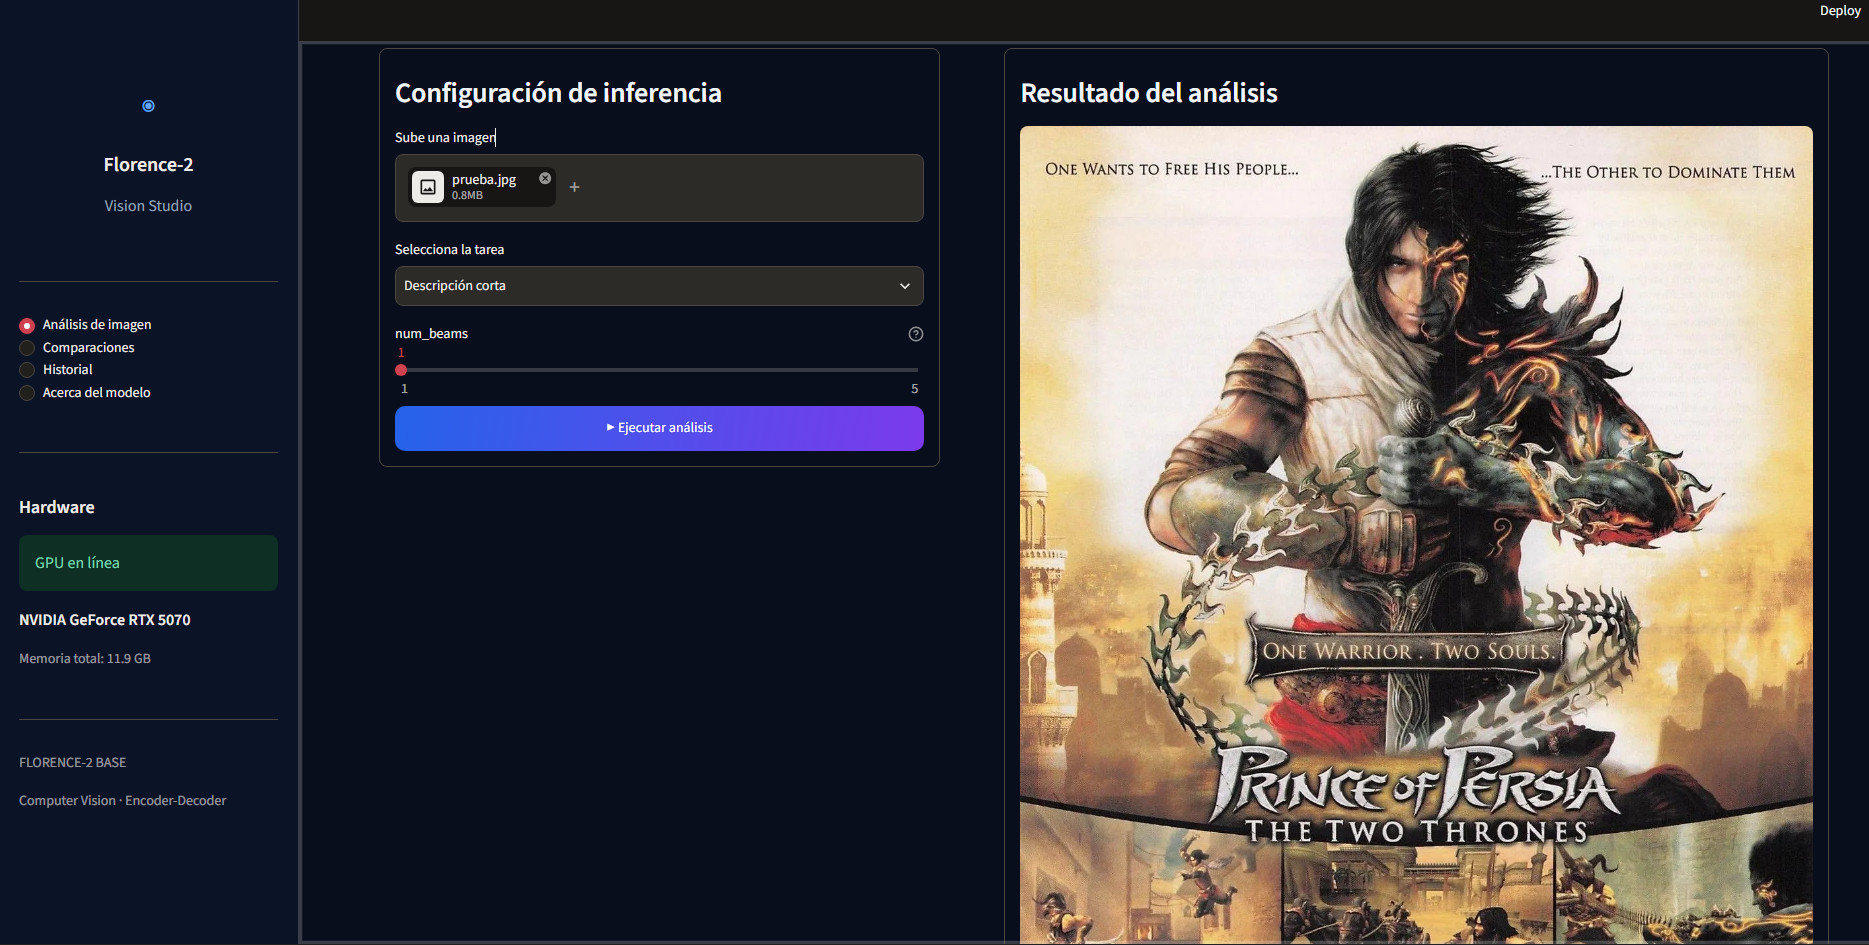 Deploy
Florence-2
Vision Studio
Análisis de imagen
Comparaciones
Historial
Acerca del modelo
Hardware
GPU en línea
NVIDIA GeForce RTX 5070
Memoria total: 11.9 GB
FLORENCE-2 BASE
Computer Vision · Encoder-Decoder
Configuración de inferencia
Sube una imagen
prueba.jpg
0.8MB
Selecciona la tarea
Descripción corta
num_beams
1
1 5
Ejecutar análisis
Resultado del análisis
ONE WANTS TO FREE HIS PEOPLE...
...THE OTHER TO DOMINATE THEM
ONE WARRIOR . TWO SOULS.
PRINCE OF PERSIA
THE TWO THRONES